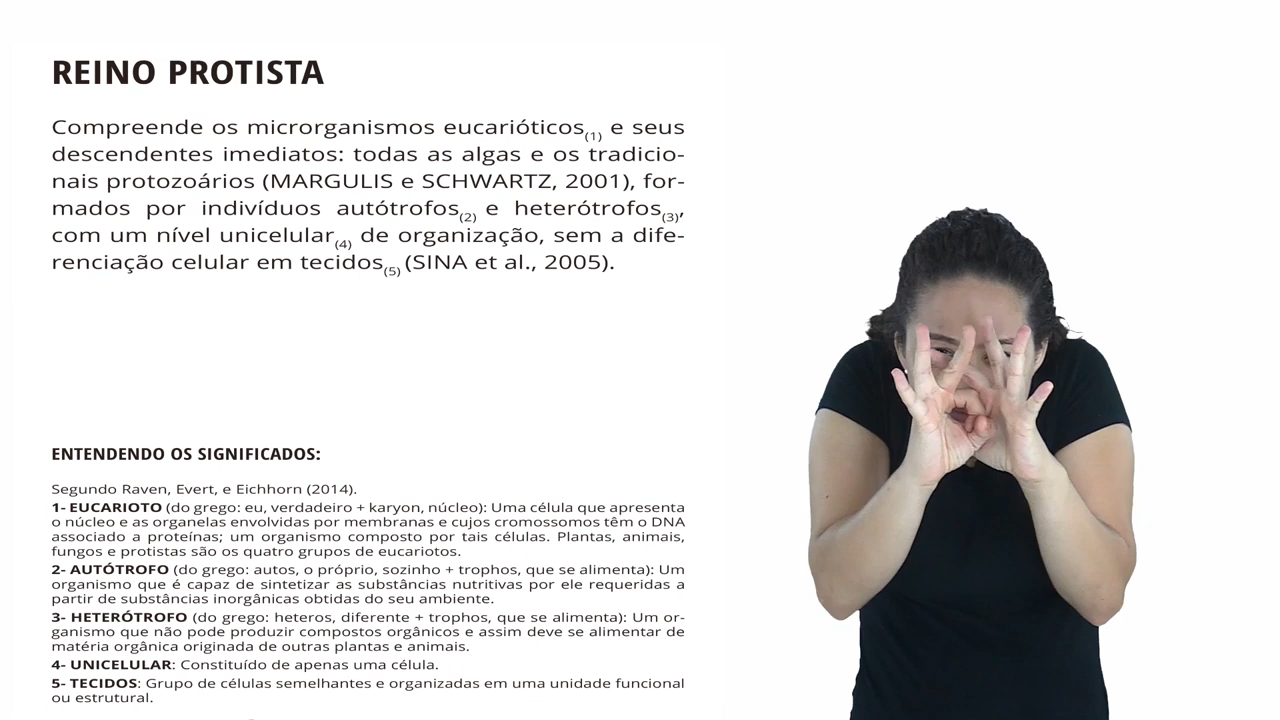 REINO PROTISTA
Compreende os microrganismos eucarióticos(1) e seus
descendentes imediatos: todas as algas e os tradicio-
nais protozoários (MARGULIS e SCHWARTZ, 2001), for-
mados por indivíduos autótrofos(2) e heterótrofos(3),
com um nível unicelular(4) de organização, sem a dife-
renciação celular em tecidos(5) (SINA et al., 2005).
ENTENDENDO OS SIGNIFICADOS:
Segundo Raven, Evert, e Eichhorn (2014).
1- EUCARIOTO (do grego: eu, verdadeiro + karyon, núcleo): Uma célula que apresenta
o núcleo e as organelas envolvidas por membranas e cujos cromossomos têm o DNA
associado a proteínas; um organismo composto por tais células. Plantas, animais,
fungos e protistas são os quatro grupos de eucariotos.
2- AUTÓTROFO (do grego: autos, o próprio, sozinho + trophos, que se alimenta): Um
organismo que é capaz de sintetizar as substâncias nutritivas por ele requeridas a
partir de substâncias inorgânicas obtidas do seu ambiente.
3- HETERÓTROFO (do grego: heteros, diferente + trophos, que se alimenta): Um or-
ganismo que não pode produzir compostos orgânicos e assim deve se alimentar de
matéria orgânica originada de outras plantas e animais.
4- UNICELULAR: Constituído de apenas uma célula.
5- TECIDOS: Grupo de células semelhantes e organizadas em uma unidade funcional
ou estrutural.